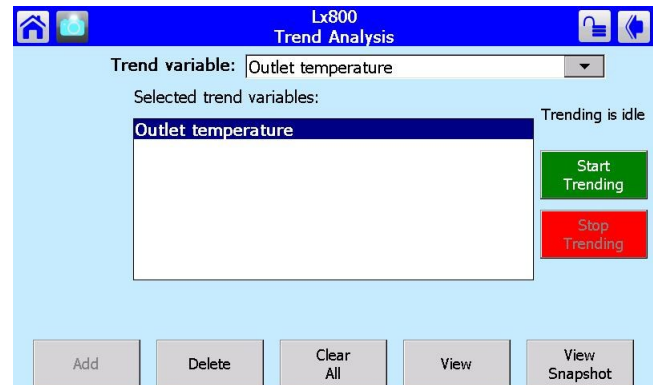 Lx800
Trend Analysis
Trend variable: Outlet temperature
Selected trend variables:
Outlet temperature
Trending is idle
Start
Trending
Stop
Trending
Add
Delete
Clear
All
View
View
Snapshot